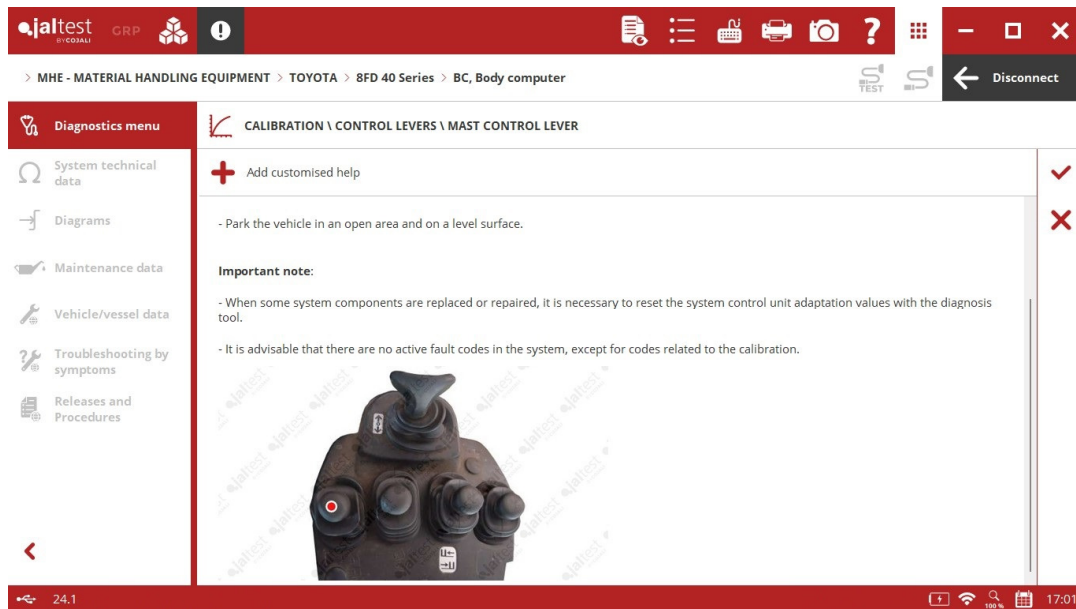 jaltest GRP
BY COJALI
> MHE - MATERIAL HANDLING EQUIPMENT > TOYOTA > 8FD 40 Series > BC, Body computer
TEST
Disconnect
Diagnostics menu
CALIBRATION \ CONTROL LEVERS \ MAST CONTROL LEVER
System technical
data
Diagrams
Maintenance data
Vehicle/vessel data
Troubleshooting by
symptoms
Releases and
Procedures
Add customised help
- Park the vehicle in an open area and on a level surface.
Important note:
- When some system components are replaced or repaired, it is necessary to reset the system control unit adaptation values with the diagnosis
tool.
- It is advisable that there are no active fault codes in the system, except for codes related to the calibration.
jaltest jaltest jaltest jaltest
24.1
100 %
17:01